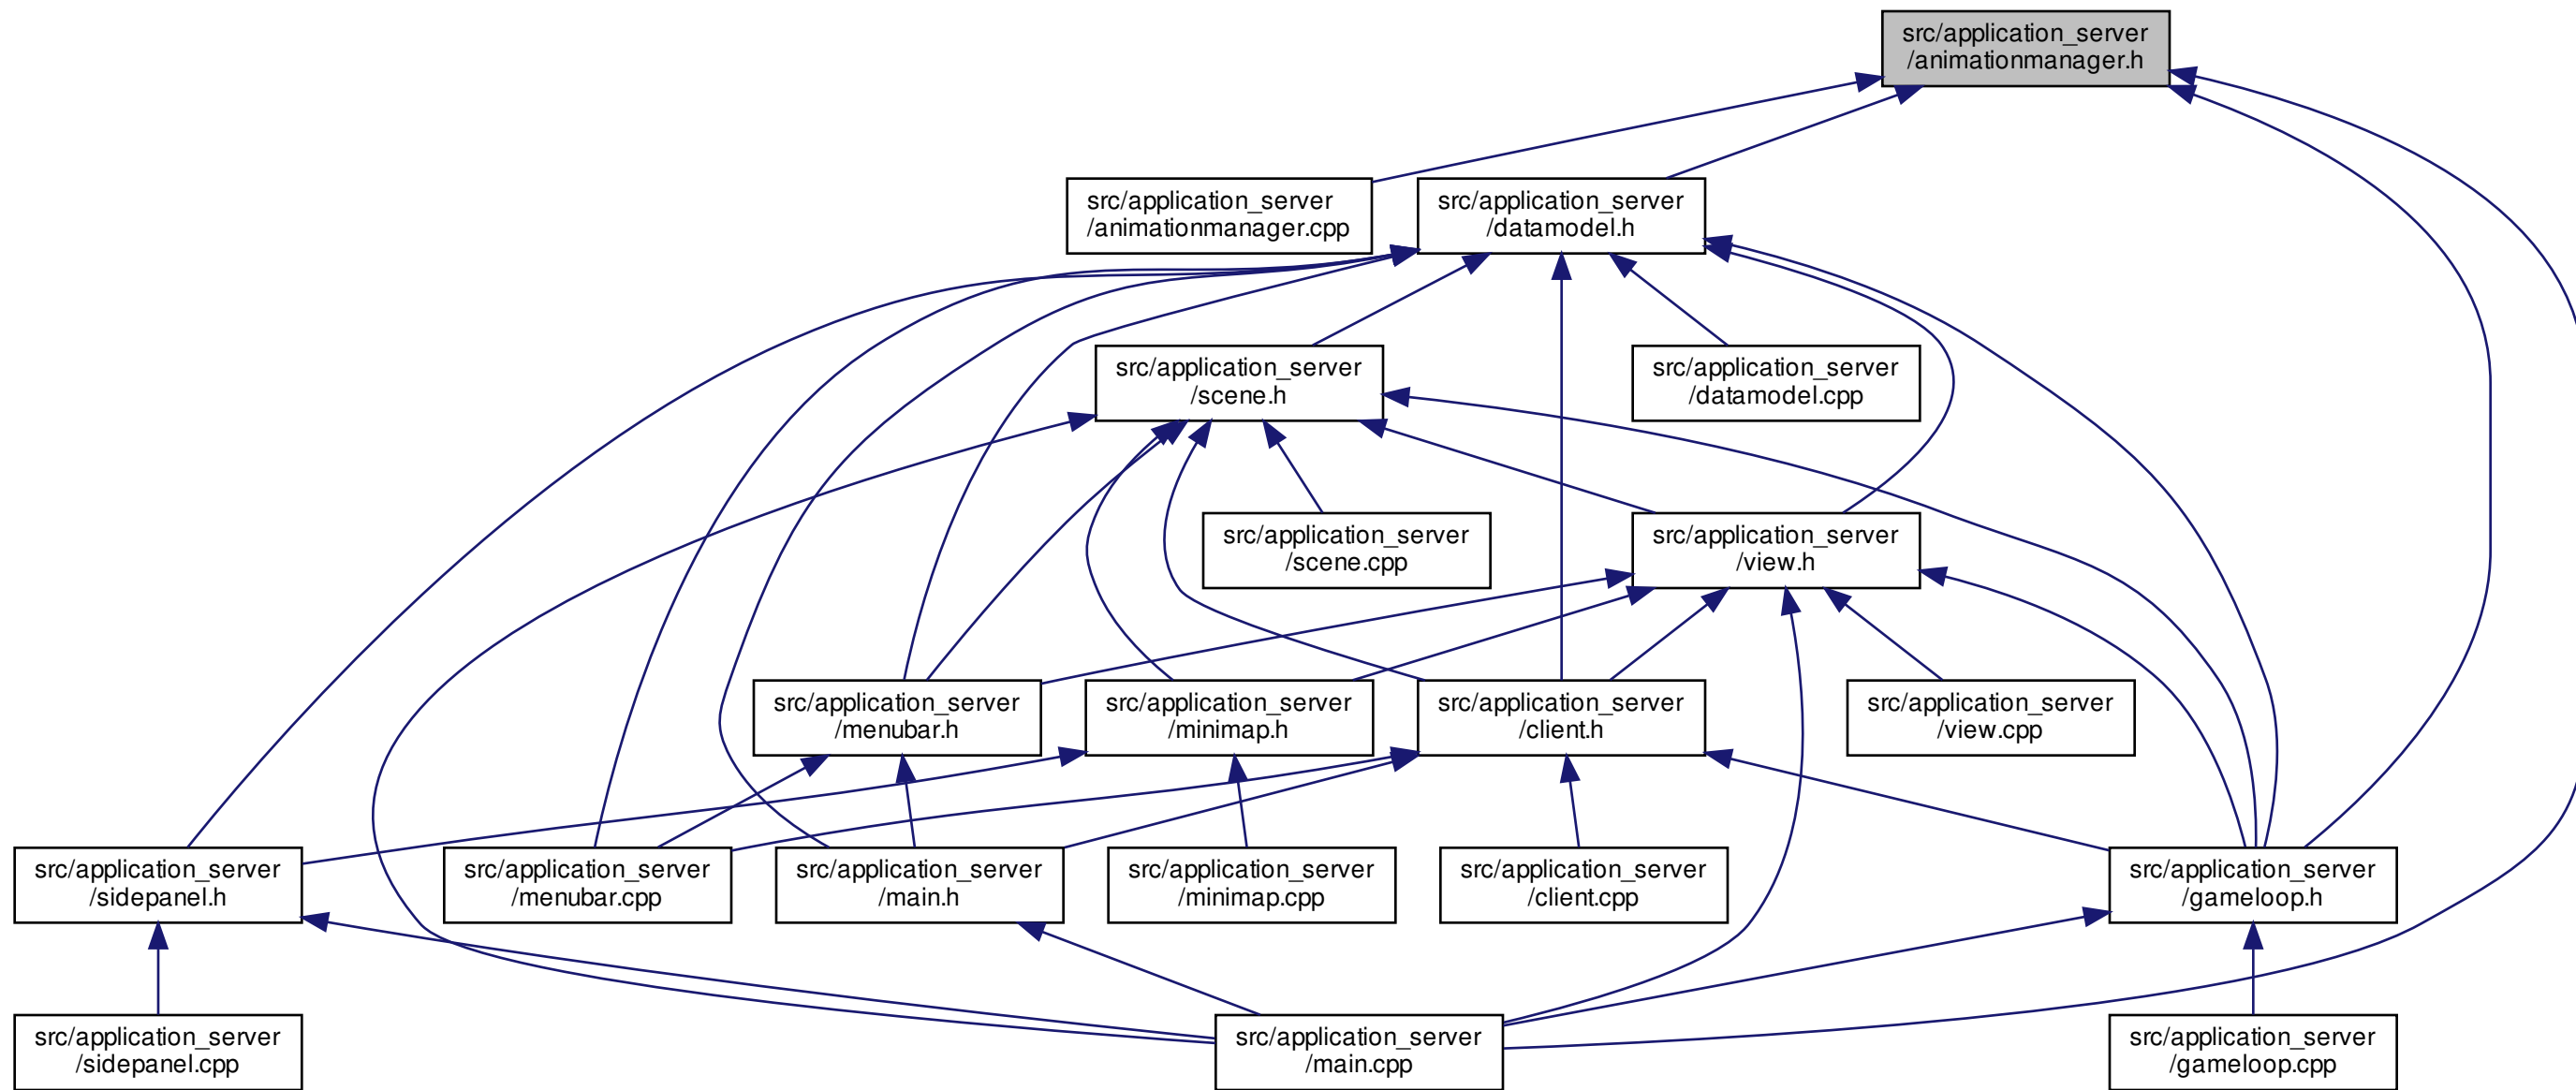 src/application_server
/animationmanager.h
src/application_server
/animationmanager.cpp
src/application_server
/datamodel.h
src/application_server
/scene.h
src/application_server
/datamodel.cpp
src/application_server
/scene.cpp
src/application_server
/view.h
src/application_server
/menubar.h
src/application_server
/minimap.h
src/application_server
/client.h
src/application_server
/view.cpp
src/application_server
/sidepanel.h
src/application_server
/menubar.cpp
src/application_server
/main.h
src/application_server
/minimap.cpp
src/application_server
/client.cpp
src/application_server
/gameloop.h
src/application_server
/sidepanel.cpp
src/application_server
/main.cpp
src/application_server
/gameloop.cpp